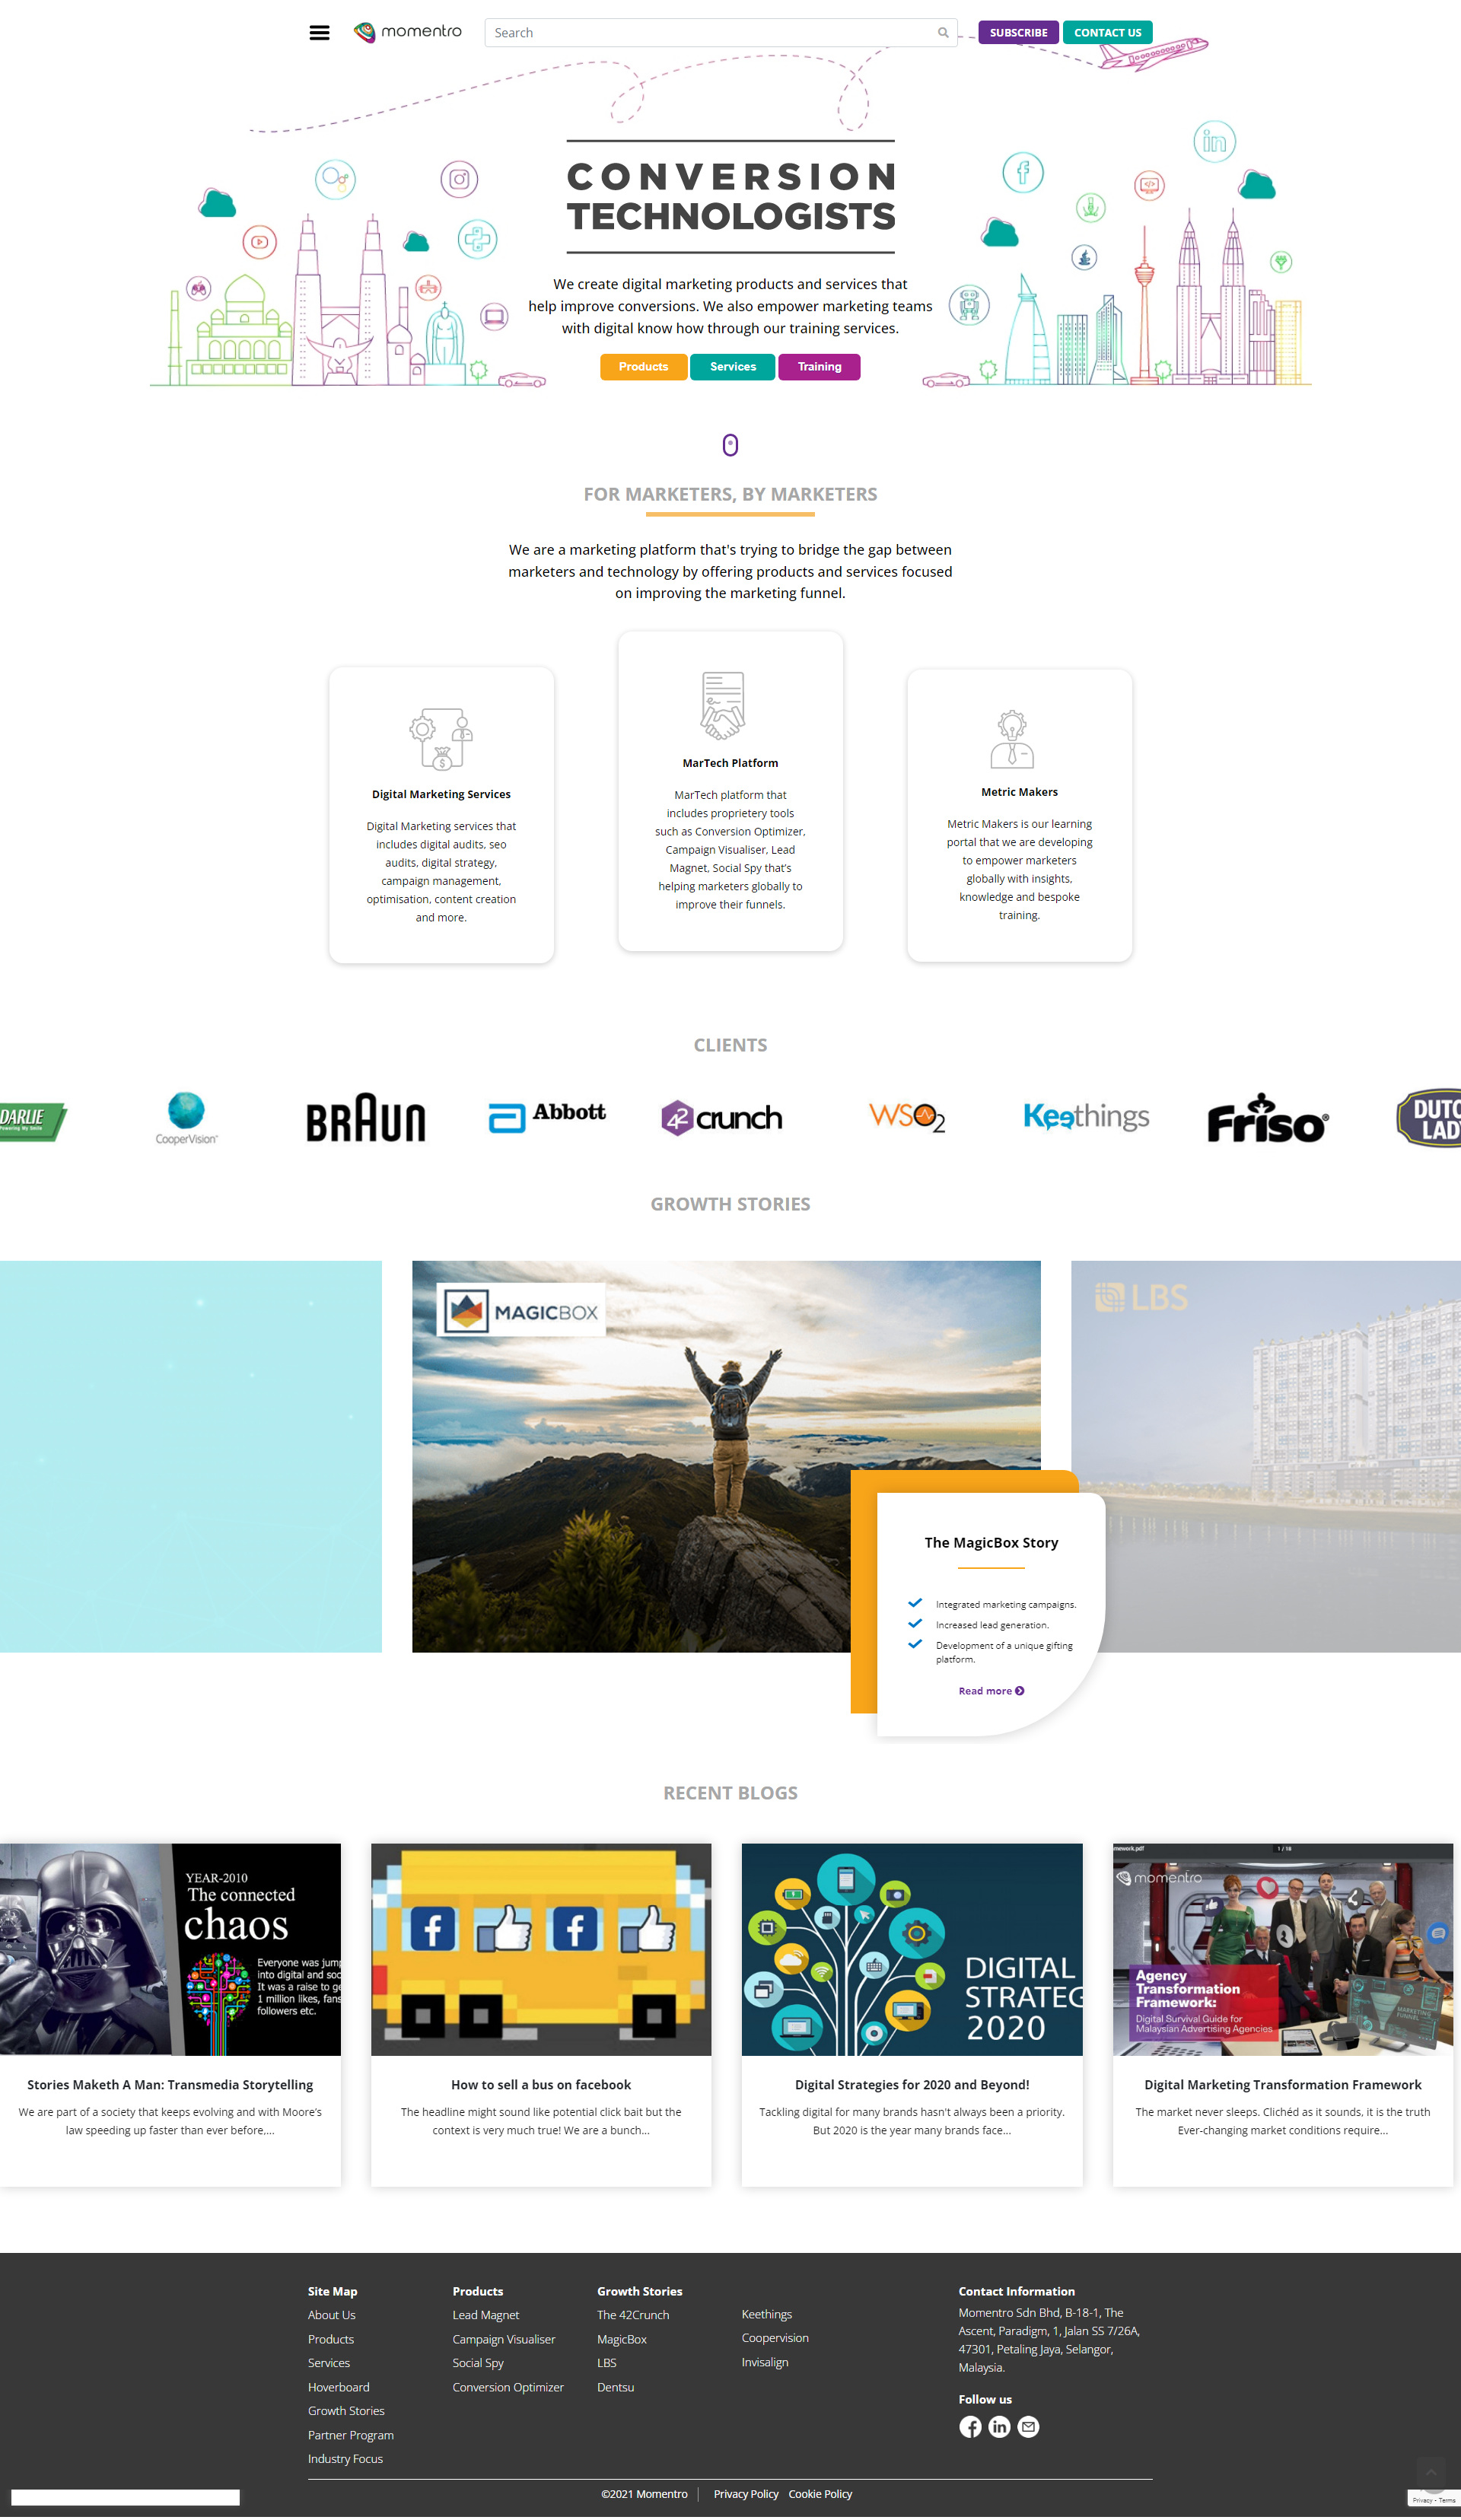 momentro
Search
SUBSCRIBE
CONTACT US
CONVERSION
TECHNOLOGISTS
We create digital marketing products and services that
help improve conversions. We also empower marketing teams
with digital know how through our training services.
Products
Services
Training
FOR MARKETERS, BY MARKETERS
We are a marketing platform that's trying to bridge the gap between
marketers and technology by offering products and services focused
on improving the marketing funnel.
Digital Marketing Services
Digital Marketing services that
includes digital audits, seo
audits, digital strategy,
campaign management,
optimisation, content creation
and more.
MarTech Platform
MarTech platform that
includes proprietery tools
such as Conversion Optimizer,
Campaign Visualiser, Lead
Magnet, Social Spy that's
helping marketers globally to
improve their funnels.
Metric Makers
Metric Makers is our learning
portal that we are developing
to empower marketers
globally with insights,
knowledge and bespoke
training.
CLIENTS
DARLIE
CooperVision
BRAUN
Abbott
42 crunch
WSO2
Keethings
Friso
DUTC
LAD
GROWTH STORIES
MAGICBOX
LBS
The MagicBox Story
Integrated marketing campaigns.
Increased lead generation.
Development of a unique gifting
platform.
Read more
RECENT BLOGS
YEAR-2010
The connected
chaos
Everyone was jump
into digital and soc
It was a raise to ge
1 million likes, fans
followers etc.
Stories Maketh A Man: Transmedia Storytelling
We are part of a society that keeps evolving and with Moore's
law speeding up faster than ever before,...
How to sell a bus on facebook
The headline might sound like potential click bait but the
context is very much true! We are a bunch...
DIGITAL
STRATEG
2020
Digital Strategies for 2020 and Beyond!
Tackling digital for many brands hasn't always been a priority.
But 2020 is the year many brands face...
mework.pdf
1 / 18
momentro
Agency
Transformation
Framework:
Digital Survival Guide for
Malaysian Advertising Agencies
MARKETING
FUNNEL
Digital Marketing Transformation Framework
The market never sleeps. Clichéd as it sounds, it is the truth
Ever-changing market conditions require...
Site Map
About Us
Products
Services
Hoverboard
Growth Stories
Partner Program
Industry Focus
Products
Lead Magnet
Campaign Visualiser
Social Spy
Conversion Optimizer
Growth Stories
The 42Crunch
MagicBox
LBS
Dentsu
Keethings
Coopervision
Invisalign
Contact Information
Momentro Sdn Bhd, B-18-1, The
Ascent, Paradigm, 1, Jalan SS 7/26A,
47301, Petaling Jaya, Selangor,
Malaysia.
Follow us
©2021 Momentro
Privacy Policy
Cookie Policy
Privacy - Terms